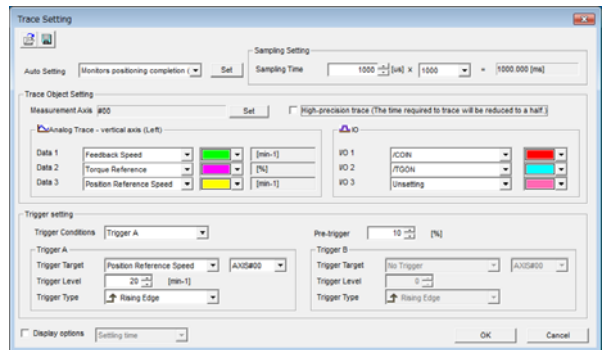 Trace Setting
Sampling Setting
Auto Setting Monitors positioning completion ( Set Sampling Time 1000 [us] X 1000 = 1000.000 [ms]
Trace Object Setting
Measurement Axis #00 Set High-precision trace (The time required to trace will be reduced to a half.)
Analog Trace - vertical axis (Left) I/O
Data 1 Feedback Speed [min-1] I/O 1 /COIN
Data 2 Torque Reference [%] I/O 2 /TGON
Data 3 Position Reference Speed [min-1] I/O 3 Unsetting
Trigger setting
Trigger Conditions Trigger A Pre-trigger 10 [%]
Trigger A Trigger B
Trigger Target Position Reference Speed AXIS#00 Trigger Target No Trigger AXIS#00
Trigger Level 20 [min-1] Trigger Level 0
Trigger Type Rising Edge Trigger Type Rising Edge
Display options Settling time OK Cancel